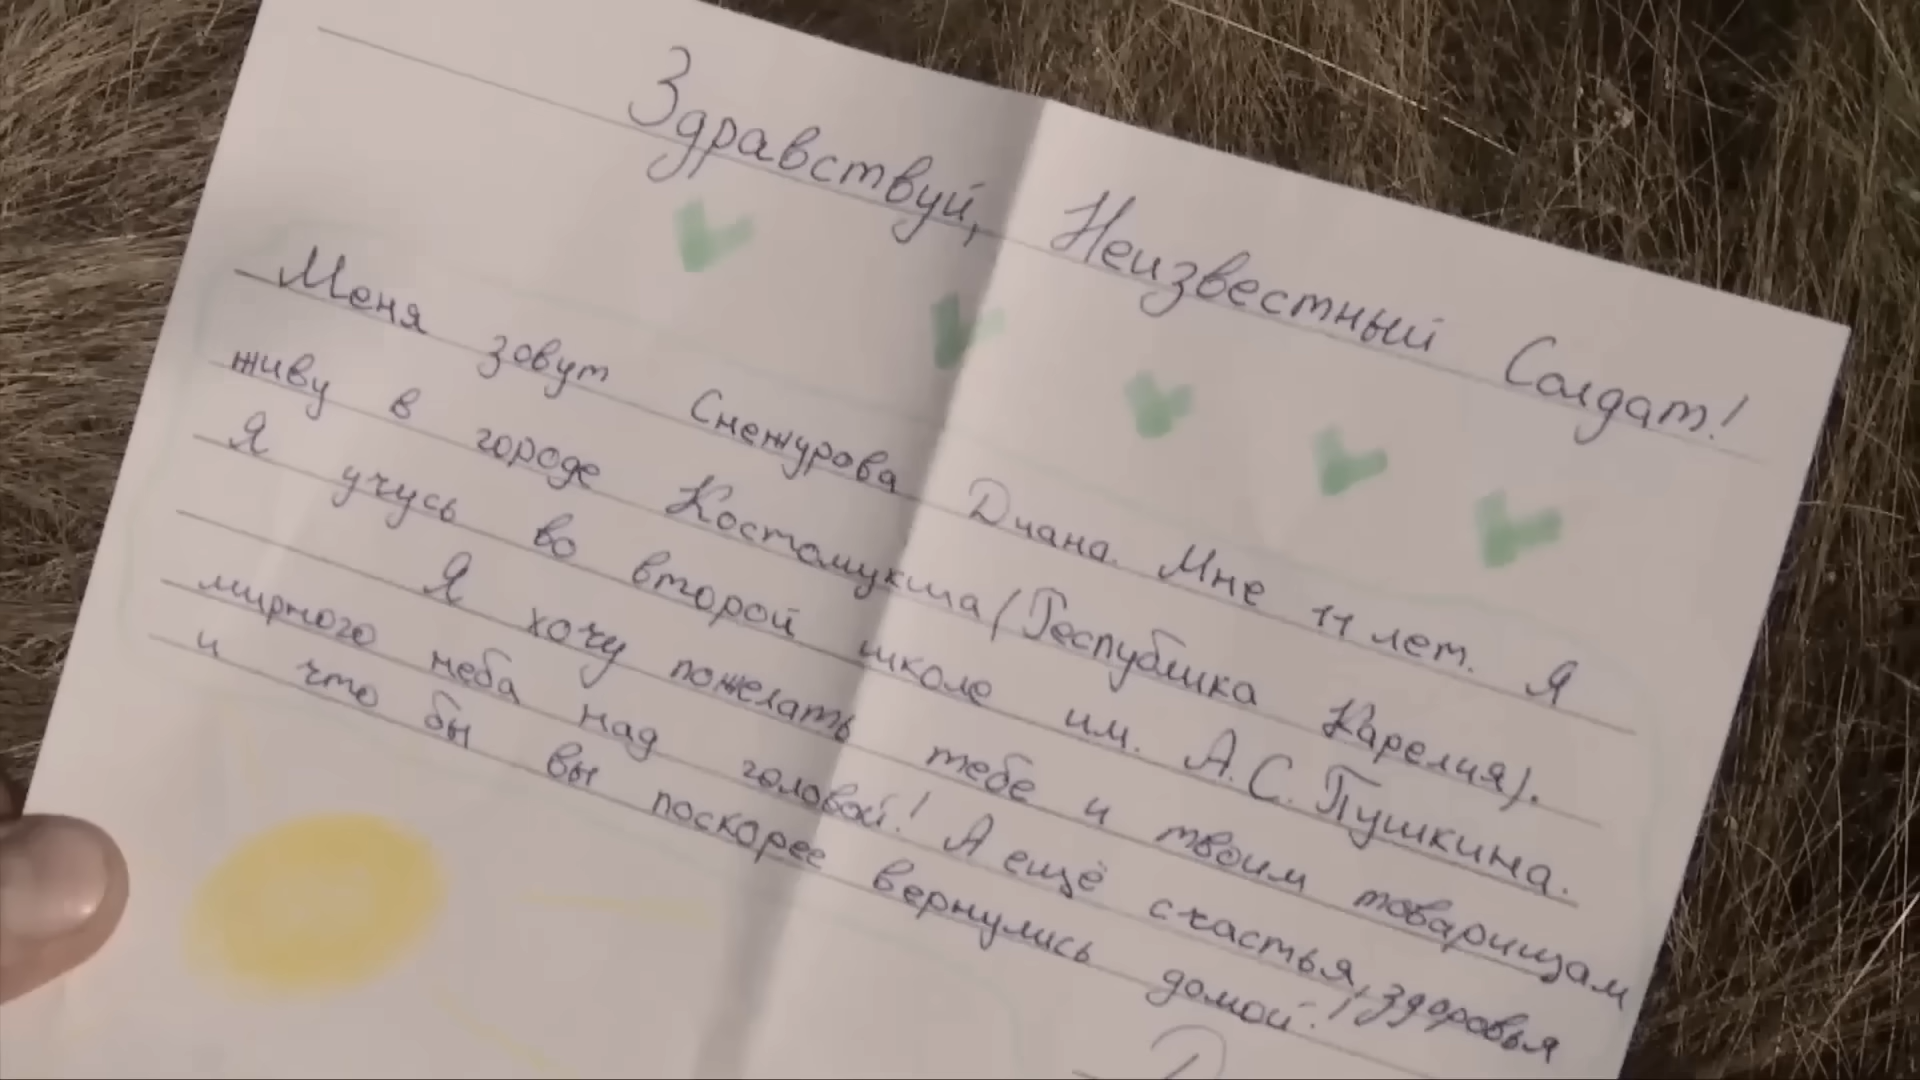 Здравствуй, Неизвестный Солдат!
Меня зовут Снежурова Диана. Мне 11 лет. Я
живу в городе Костомукша (Республика Карелия).
Я учусь во второй школе им. А.С. Пушкина.
Я хочу пожелать тебе и твоим товарищам
мирного неба над головой! А ещё счастья, здоровья
и что бы вы поскорее вернулись домой!